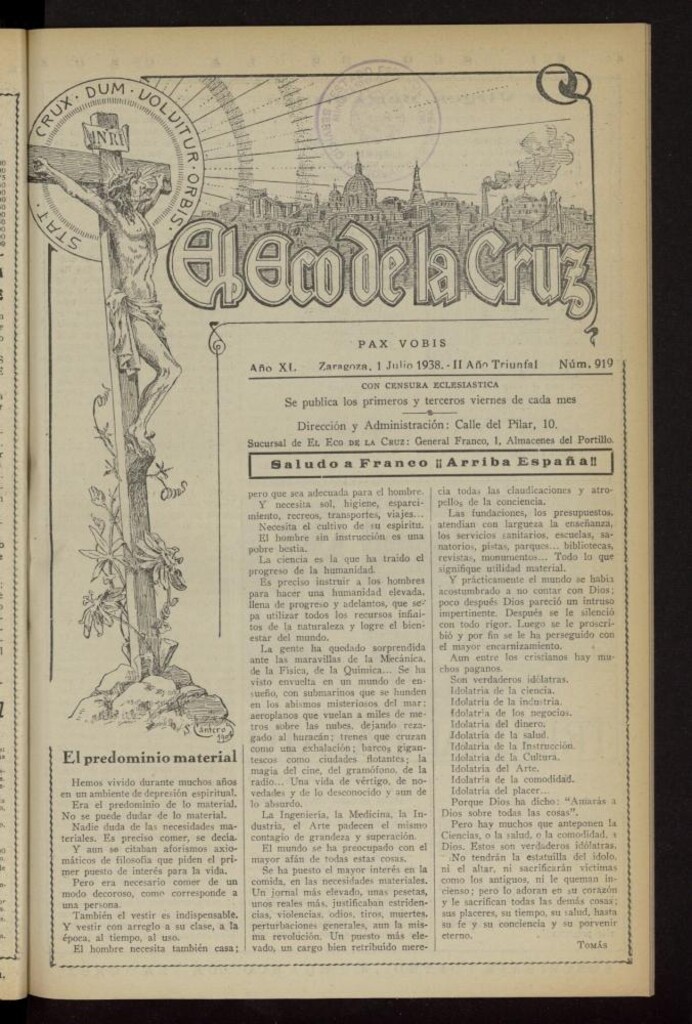 STAT · CRUX · DUM · VOLVITUR · ORBIS ·
INRI
El Eco de la Cruz
PAX VOBIS
Año XI. Zaragoza, 1 Julio 1938. - II Año Triunfal Núm. 919
CON CENSURA ECLESIASTICA
Se publica los primeros y terceros viernes de cada mes
Dirección y Administración: Calle del Pilar, 10.
Sucursal de EL ECO DE LA CRUZ: General Franco, 1, Almacenes del Portillo.
Saludo a Franco ¡¡Arriba España!!
El predominio material
Hemos vivido durante muchos años
en un ambiente de depresión espiritual.
Era el predominio de lo material.
No se puede dudar de lo material.
Nadie duda de las necesidades ma-
teriales. Es preciso comer, se decía.
Y aun se citaban aforismos axio-
máticos de filosofía que piden el pri-
mer puesto de interés para la vida.
Pero era necesario comer de un
modo decoroso, como corresponde a
una persona.
También el vestir es indispensable.
Y vestir con arreglo a su clase, a la
época, al tiempo, al uso.
El hombre necesita también casa;
pero que sea adecuada para el hombre.
Y necesita sol, higiene, esparci-
miento, recreos, transportes, viajes...
Necesita el cultivo de su espíritu.
El hombre sin instrucción es una
pobre bestia.
La ciencia es la que ha traído el
progreso de la humanidad.
Es preciso instruir a los hombres
para hacer una humanidad elevada,
llena de progreso y adelantos, que se-
pa utilizar todos los recursos infini-
tos de la naturaleza y logre el bien-
estar del mundo.
La gente ha quedado sorprendida
ante las maravillas de la Mecánica,
de la Física, de la Química... Se ha
visto envuelta en un mundo de en-
sueño, con submarinos que se hunden
en los abismos misteriosos del mar;
aeroplanos que vuelan a miles de me-
tros sobre las nubes, dejando reza-
gado al huracán; trenes que cruzan
como una exhalación; barcos gigan-
tescos como ciudades flotantes; la
magia del cine, del gramófono, de la
radio... Una vida de vértigo, de no-
vedades y de lo desconocido y aun de
lo absurdo.
La Ingeniería, la Medicina, la In-
dustria, el Arte padecen el mismo
contagio de grandeza y superación.
El mundo se ha preocupado con el
mayor afán de todas estas cosas.
Se ha puesto el mayor interés en la
comida, en las necesidades materiales.
Un jornal más elevado, unas pesetas,
unos reales más, justificaban estriden-
cias, violencias, odios, tiros, muertes,
perturbaciones generales, aun la mis-
ma revolución. Un puesto más ele-
vado, un cargo bien retribuído mere-
cía todas las claudicaciones y atro-
pellos de la conciencia.
Las fundaciones, los presupuestos,
atendían con largueza la enseñanza,
los servicios sanitarios, escuelas, sa-
natorios, pistas, parques... bibliotecas,
revistas, monumentos... Todo lo que
signifique utilidad material.
Y prácticamente el mundo se había
acostumbrado a no contar con Dios;
poco después Dios pareció un intruso
impertinente. Después se le silenció
con todo rigor. Luego se le proscri-
bió y por fin se le ha perseguido con
el mayor encarnizamiento.
Aun entre los cristianos hay mu-
chos paganos.
Son verdaderos idólatras.
Idolatría de la ciencia.
Idolatría de la industria.
Idolatría de los negocios.
Idolatría del dinero.
Idolatría de la salud.
Idolatría de la Instrucción.
Idolatría de la Cultura.
Idolatría del Arte.
Idolatría de la comodidad.
Idolatría del placer...
Porque Dios ha dicho: "Amarás a
Dios sobre todas las cosas".
Pero hay muchos que anteponen la
Ciencias, o la salud, o la comodidad, a
Dios. Estos son verdaderos idólatras.
No tendrán la estatuilla del ídolo,
ni el altar, ni sacrificarán víctimas
como los antiguos, ni le queman in-
cienso; pero lo adoran en su corazón
y le sacrifican todas las demás cosas;
sus placeres, su tiempo, su salud, hasta
su fe y su conciencia y su porvenir
eterno.
TOMÁS